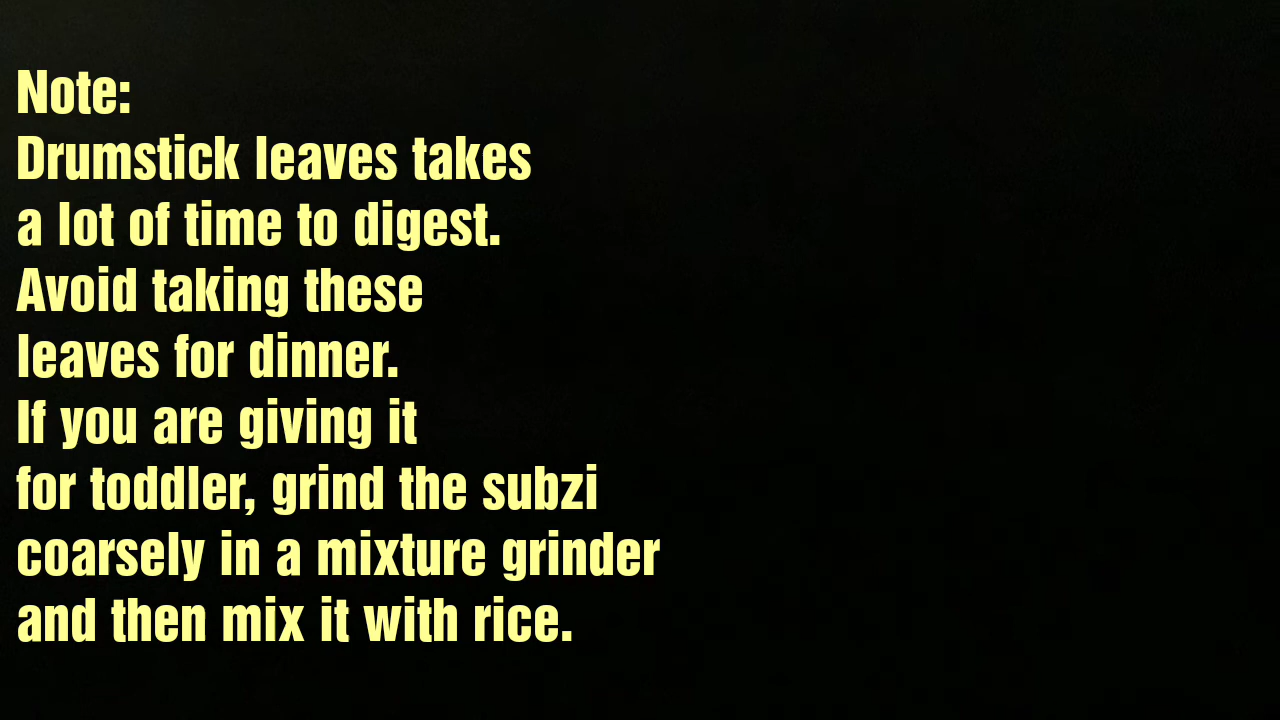 Note:
Drumstick leaves takes
a lot of time to digest.
Avoid taking these
leaves for dinner.
If you are giving it
for toddler, grind the subzi
coarsely in a mixture grinder
and then mix it with rice.